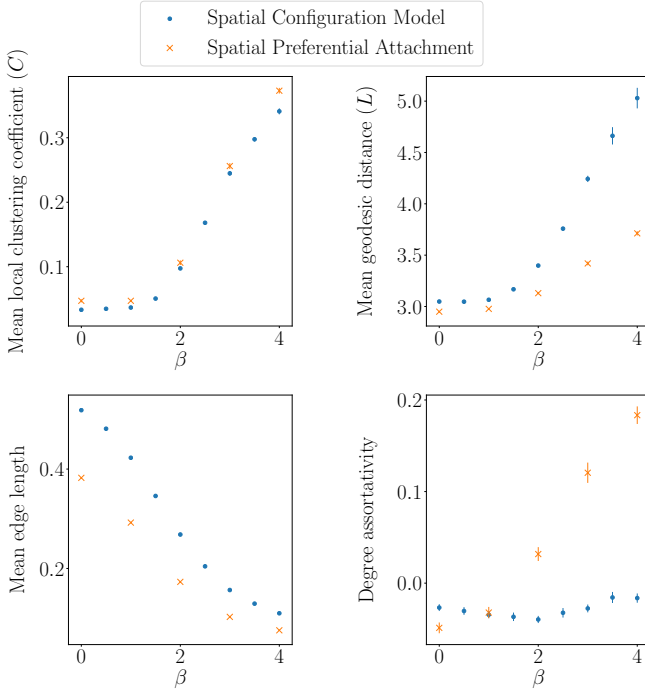 Spatial Configuration Model
Spatial Preferential Attachment
Mean local clustering coefficient (C)
0.3
0.2
0.1
0 2 4
β
Mean geodesic distance (L)
5.0
4.5
4.0
3.5
3.0
0 2 4
β
Mean edge length
0.4
0.2
0 2 4
β
Degree assortativity
0.2
0.1
0.0
0 2 4
β